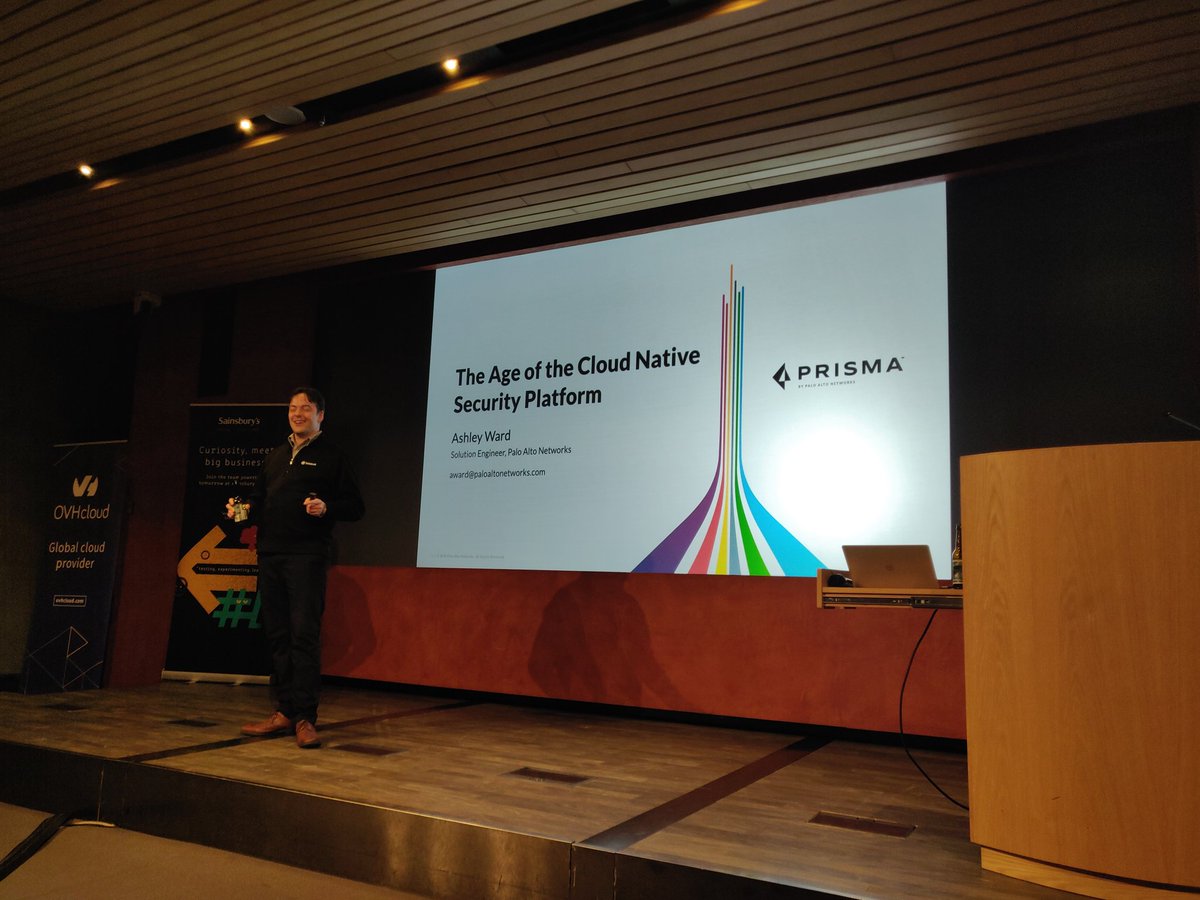 The Age of the Cloud Native
Security Platform
Ashley Ward
Solution Engineer, Palo Alto Networks
award@paloaltonetworks.com
PRISMA
BY PALO ALTO NETWORKS
OVHcloud
Global cloud
provider
ovhcloud.com
Sainsbury's
Curiosity, meet
big business